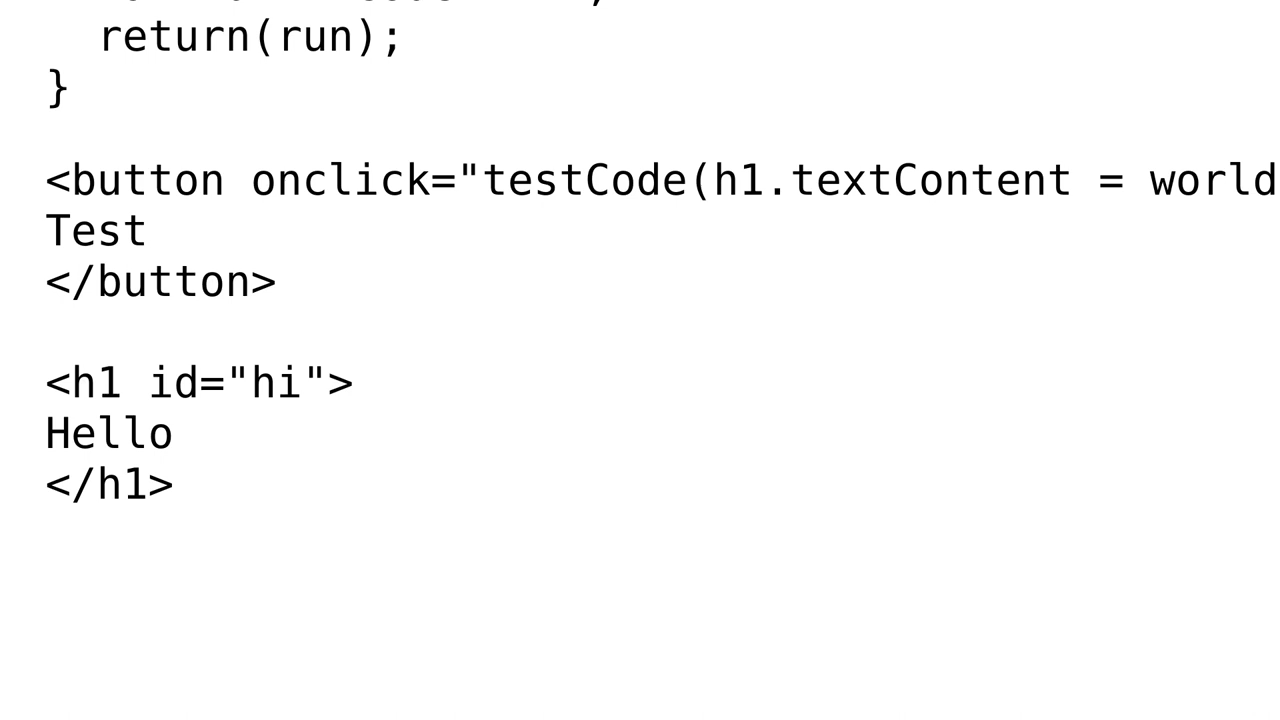 return(run);
}
<button onclick="testCode(h1.textContent = world
Test
</button>
<h1 id="hi">
Hello
</h1>